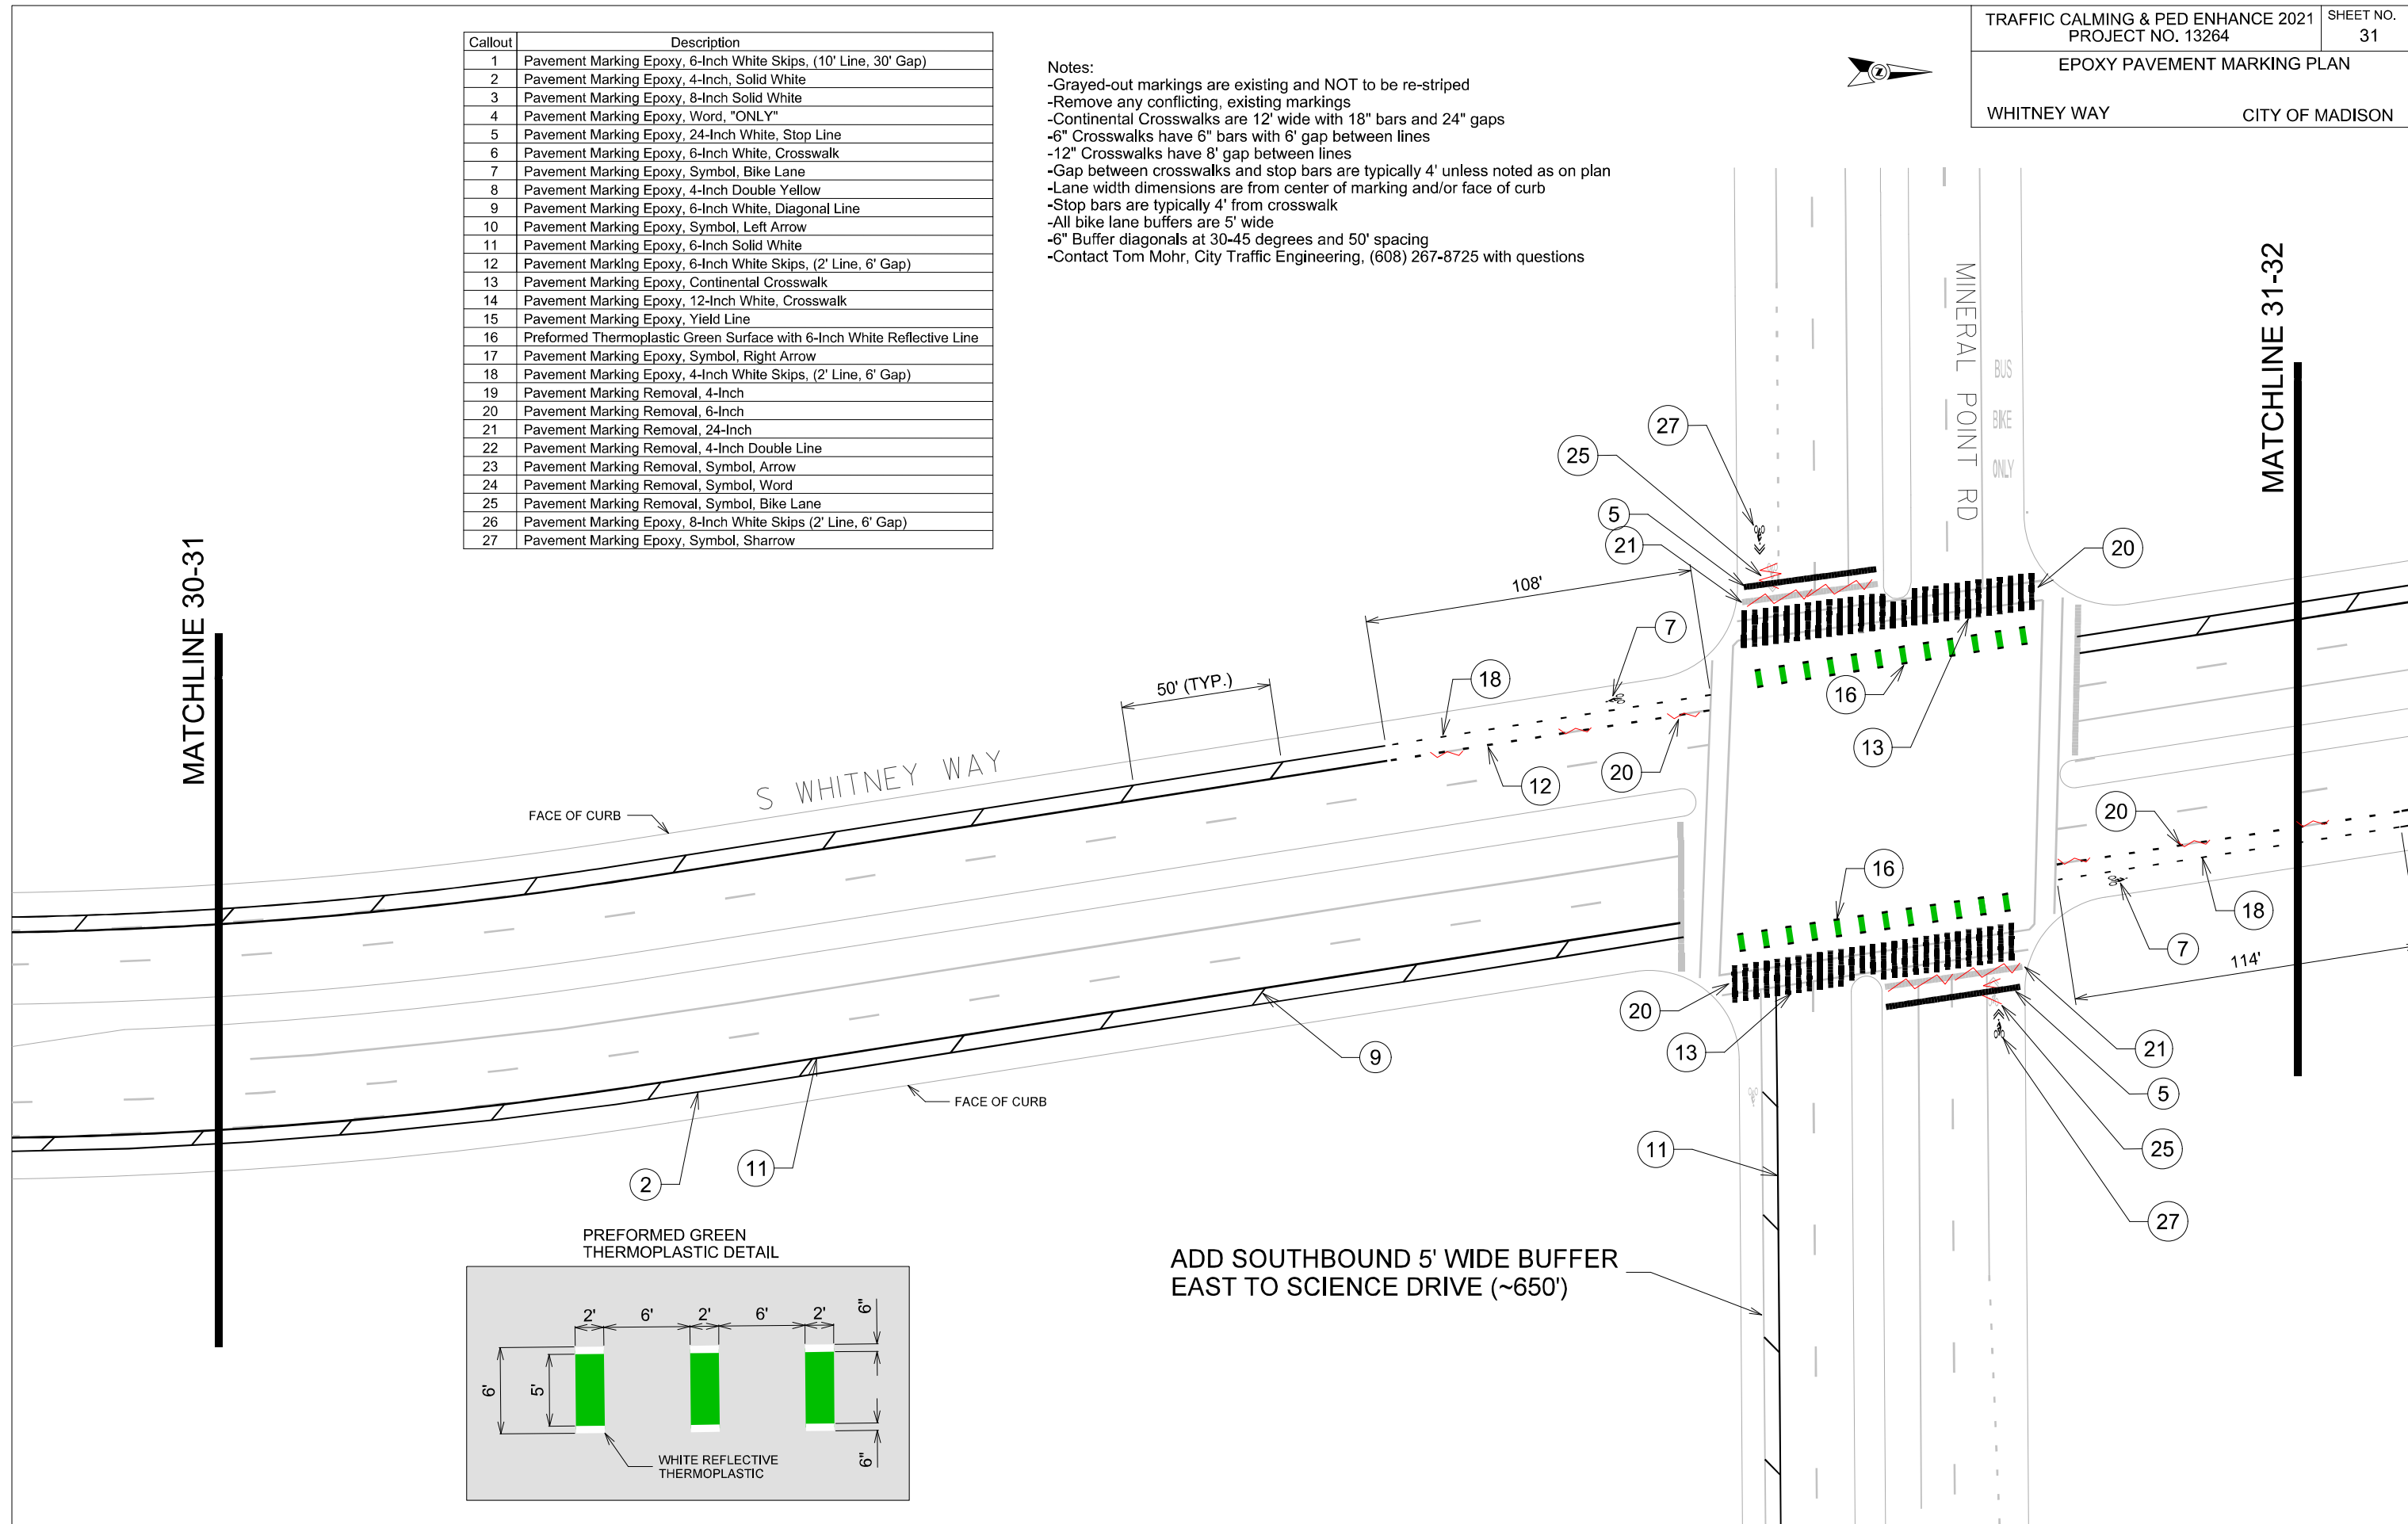 TRAFFIC CALMING & PED ENHANCE 2021
PROJECT NO. 13264
SHEET NO.
31
EPOXY PAVEMENT MARKING PLAN
WHITNEY WAY CITY OF MADISON
Callout Description
1 Pavement Marking Epoxy, 6-Inch White Skips, (10' Line, 30' Gap)
2 Pavement Marking Epoxy, 4-Inch, Solid White
3 Pavement Marking Epoxy, 8-Inch Solid White
4 Pavement Marking Epoxy, Word, "ONLY"
5 Pavement Marking Epoxy, 24-Inch White, Stop Line
6 Pavement Marking Epoxy, 6-Inch White, Crosswalk
7 Pavement Marking Epoxy, Symbol, Bike Lane
8 Pavement Marking Epoxy, 4-Inch Double Yellow
9 Pavement Marking Epoxy, 6-Inch White, Diagonal Line
10 Pavement Marking Epoxy, Symbol, Left Arrow
11 Pavement Marking Epoxy, 6-Inch Solid White
12 Pavement Marking Epoxy, 6-Inch White Skips, (2' Line, 6' Gap)
13 Pavement Marking Epoxy, Continental Crosswalk
14 Pavement Marking Epoxy, 12-Inch White, Crosswalk
15 Pavement Marking Epoxy, Yield Line
16 Preformed Thermoplastic Green Surface with 6-Inch White Reflective Line
17 Pavement Marking Epoxy, Symbol, Right Arrow
18 Pavement Marking Epoxy, 4-Inch White Skips, (2' Line, 6' Gap)
19 Pavement Marking Removal, 4-Inch
20 Pavement Marking Removal, 6-Inch
21 Pavement Marking Removal, 24-Inch
22 Pavement Marking Removal, 4-Inch Double Line
23 Pavement Marking Removal, Symbol, Arrow
24 Pavement Marking Removal, Symbol, Word
25 Pavement Marking Removal, Symbol, Bike Lane
26 Pavement Marking Epoxy, 8-Inch White Skips (2' Line, 6' Gap)
27 Pavement Marking Epoxy, Symbol, Sharrow
Notes:
-Grayed-out markings are existing and NOT to be re-striped
-Remove any conflicting, existing markings
-Continental Crosswalks are 12' wide with 18" bars and 24" gaps
-6" Crosswalks have 6" bars with 6' gap between lines
-12" Crosswalks have 8' gap between lines
-Gap between crosswalks and stop bars are typically 4' unless noted as on plan
-Lane width dimensions are from center of marking and/or face of curb
-Stop bars are typically 4' from crosswalk
-All bike lane buffers are 5' wide
-6" Buffer diagonals at 30-45 degrees and 50' spacing
-Contact Tom Mohr, City Traffic Engineering, (608) 267-8725 with questions
Z
MATCHLINE 30-31
MATCHLINE 31-32
MINERAL POINT RD
BUS
BIKE
ONLY
27
25
5
21
20
108'
7
18
50' (TYP.)
16
13
12
20
S WHITNEY WAY
FACE OF CURB
20
16
18
7
114'
20
13
9
21
5
FACE OF CURB
25
11
11
2
27
ADD SOUTHBOUND 5' WIDE BUFFER
EAST TO SCIENCE DRIVE (~650')
PREFORMED GREEN
THERMOPLASTIC DETAIL
2' 6' 2' 6' 2' 6"
6' 5'
6"
WHITE REFLECTIVE
THERMOPLASTIC